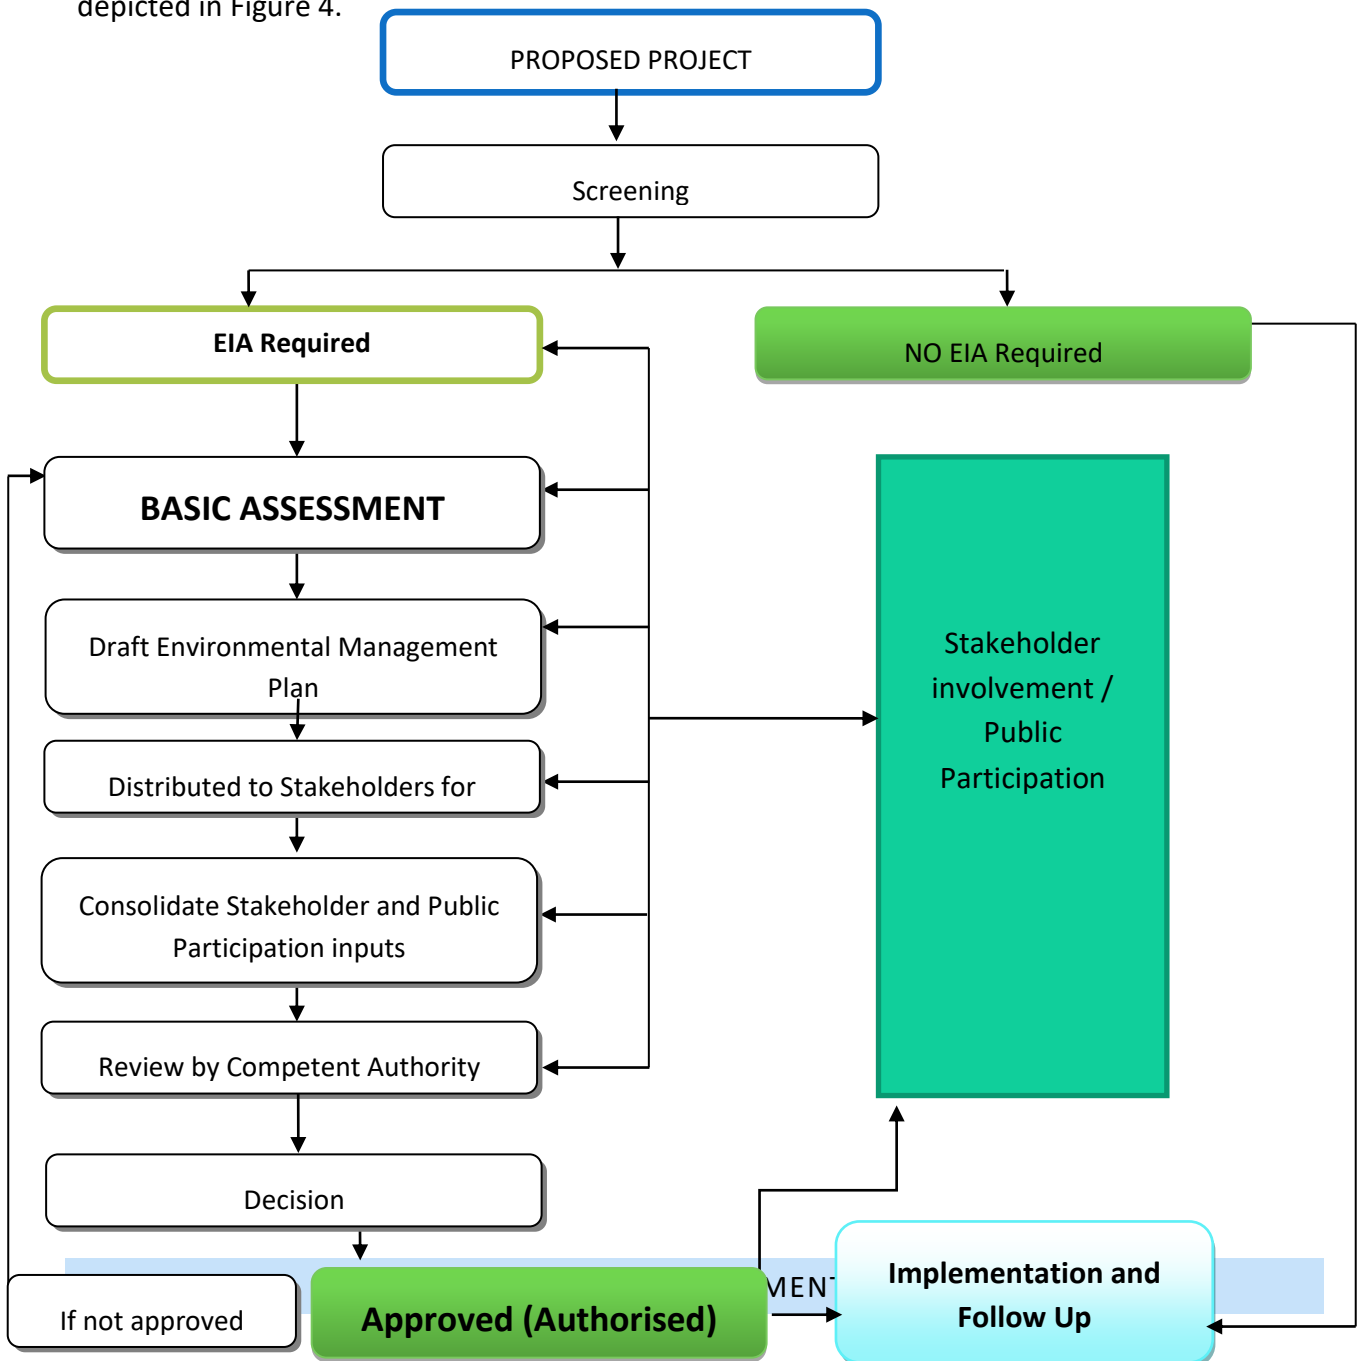 depicted in Figure 4.
PROPOSED PROJECT
Screening
EIA Required
NO EIA Required
BASIC ASSESSMENT
Draft Environmental Management
Plan
Distributed to Stakeholders for
Consolidate Stakeholder and Public
Participation inputs
Review by Competent Authority
Decision
Stakeholder
involvement /
Public
Participation
If not approved
Approved (Authorised)
Implementation and
Follow Up